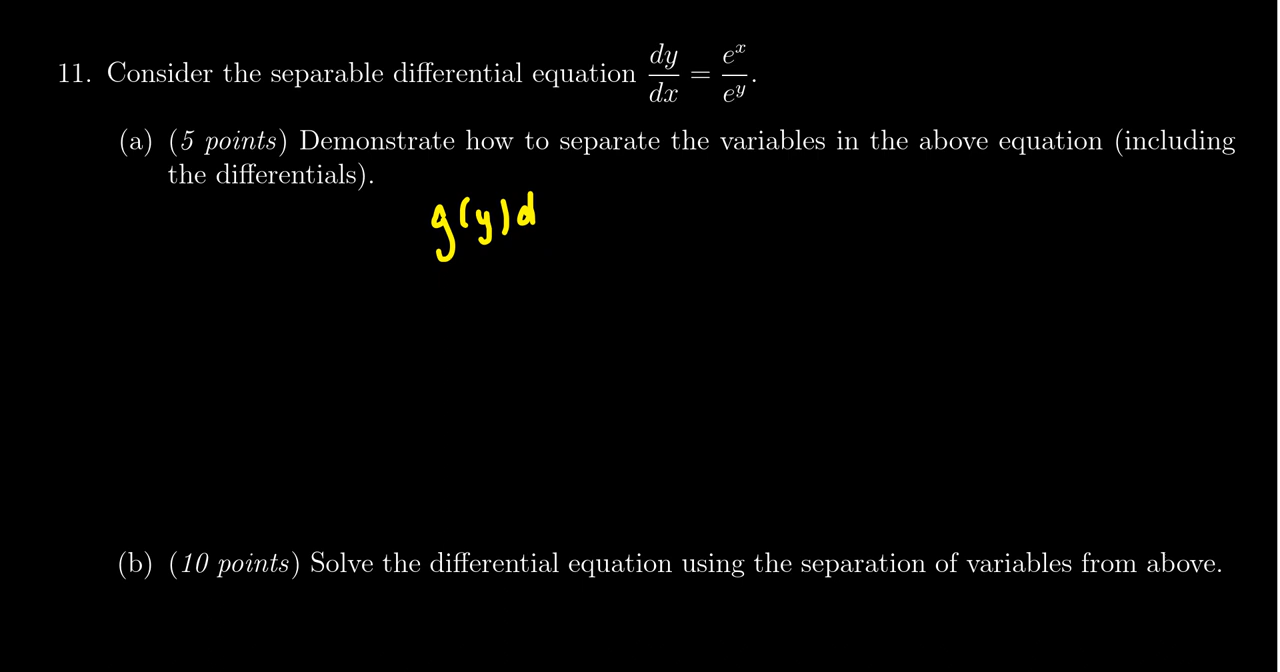 11. Consider the separable differential equation dy/dx = e^x/e^y.
(a) (5 points) Demonstrate how to separate the variables in the above equation (including
the differentials).
g(y)d
(b) (10 points) Solve the differential equation using the separation of variables from above.